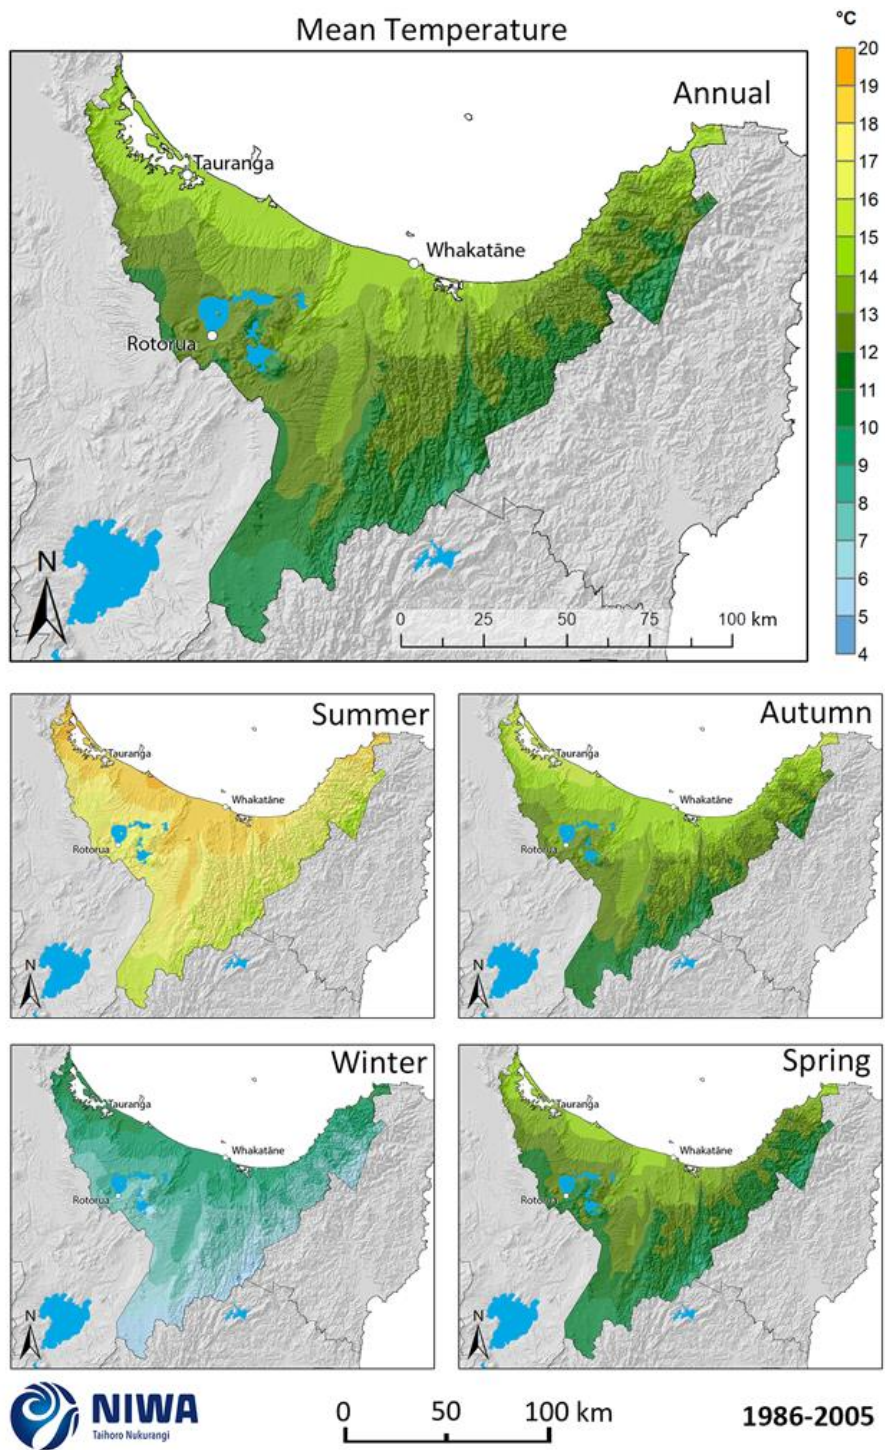 Mean Temperature
°C
Annual
Tauranga
Whakatāne
Rotorua
N
0 25 50 75 100 km
20
19
18
17
16
15
14
13
12
11
10
9
8
7
6
5
4
Summer
Tauranga
Whakatāne
Rotorua
N
Autumn
Tauranga
Whakatāne
Rotorua
N
Winter
Tauranga
Whakatāne
Rotorua
N
Spring
Tauranga
Whakatāne
Rotorua
N
NIWA
Taihoro Nukurangi
0 50 100 km
1986-2005